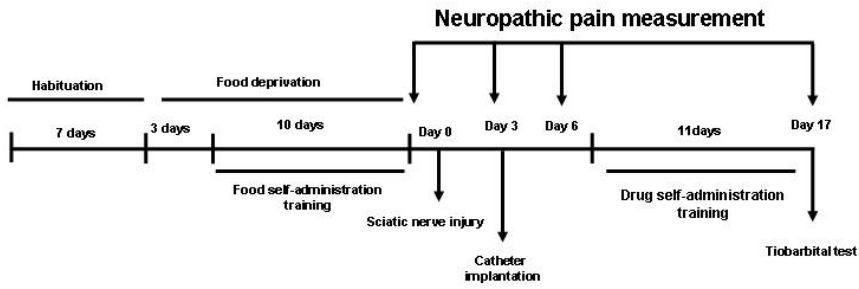 Neuropathic pain measurement
Habituation
Food deprivation
7 days
3 days
10 days
Day 0
Day 3
Day 6
11days
Day 17
Food self-administration
training
Drug self-administration
training
Sciatic nerve injury
Catheter
implantation
Tiobarbital test